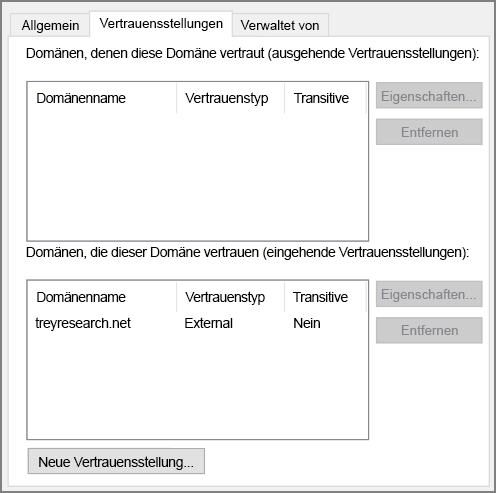 Allgemein Vertrauensstellungen Verwaltet von
Domänen, denen diese Domäne vertraut (ausgehende Vertrauensstellungen):
Domänenname Vertrauenstyp Transitive
Eigenschaften...
Entfernen
Domänen, die dieser Domäne vertrauen (eingehende Vertrauensstellungen):
Domänenname Vertrauenstyp Transitive
Eigenschaften...
treyresearch.net External Nein
Entfernen
Neue Vertrauensstellung...